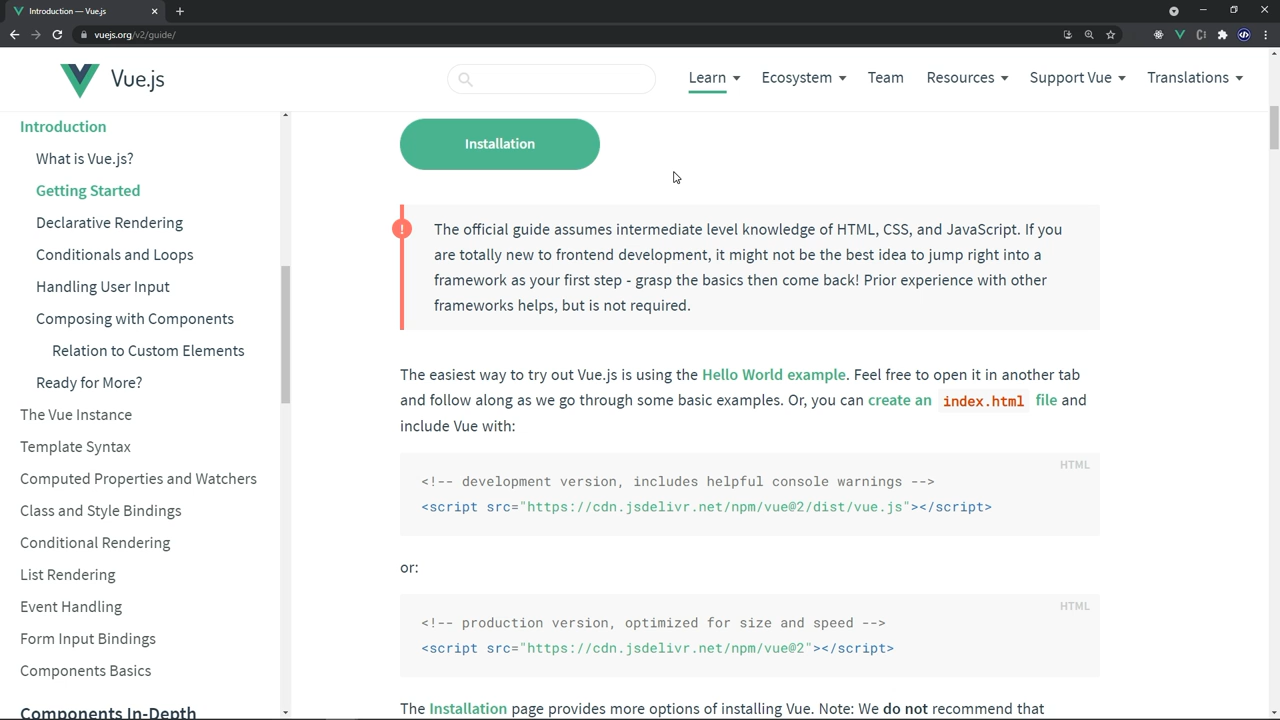 Introduction — Vue.js
vuejs.org/v2/guide/
Vue.js
Learn
Ecosystem
Team
Resources
Support Vue
Translations
Introduction
What is Vue.js?
Getting Started
Declarative Rendering
Conditionals and Loops
Handling User Input
Composing with Components
Relation to Custom Elements
Ready for More?
The Vue Instance
Template Syntax
Computed Properties and Watchers
Class and Style Bindings
Conditional Rendering
List Rendering
Event Handling
Form Input Bindings
Components Basics
Components In-Depth
Installation
The official guide assumes intermediate level knowledge of HTML, CSS, and JavaScript. If you
are totally new to frontend development, it might not be the best idea to jump right into a
framework as your first step - grasp the basics then come back! Prior experience with other
frameworks helps, but is not required.
The easiest way to try out Vue.js is using the Hello World example. Feel free to open it in another tab
and follow along as we go through some basic examples. Or, you can create an index.html file and
include Vue with:
HTML
<!-- development version, includes helpful console warnings -->
<script src="https://cdn.jsdelivr.net/npm/vue@2/dist/vue.js"></script>
or:
HTML
<!-- production version, optimized for size and speed -->
<script src="https://cdn.jsdelivr.net/npm/vue@2"></script>
The Installation page provides more options of installing Vue. Note: We do not recommend that